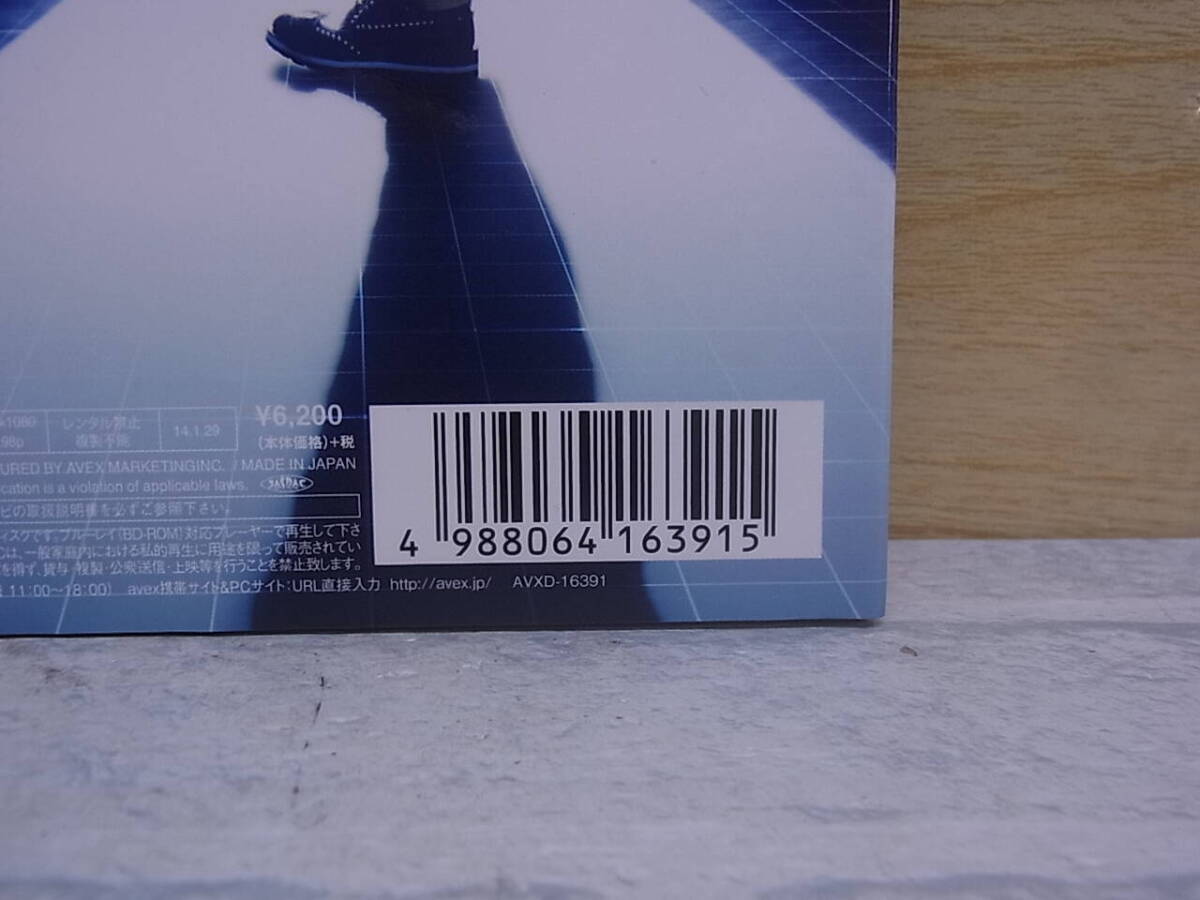 ×1080
98p
レンタル禁止
複製不能
14.1.29
¥6,200
(本体価格)+税
URED BY AVEX MARKETING INC. / MADE IN JAPAN
ication is a violation of applicable laws. JASRAC
ビの取扱説明書を必ずご参照下さい。
ィスクです。ブルーレイ(BD-ROM)対応プレーヤーで再生して下さ
には、一般家庭内における私的再生に用途を限って販売されてい
を得ず、貸与・複製・公衆送信・上映等を行うことを禁止致します。
11:00〜18:00) avex携帯サイト&PCサイト:URL直接入力 http://avex.jp/ AVXD-16391
4 988064 163915